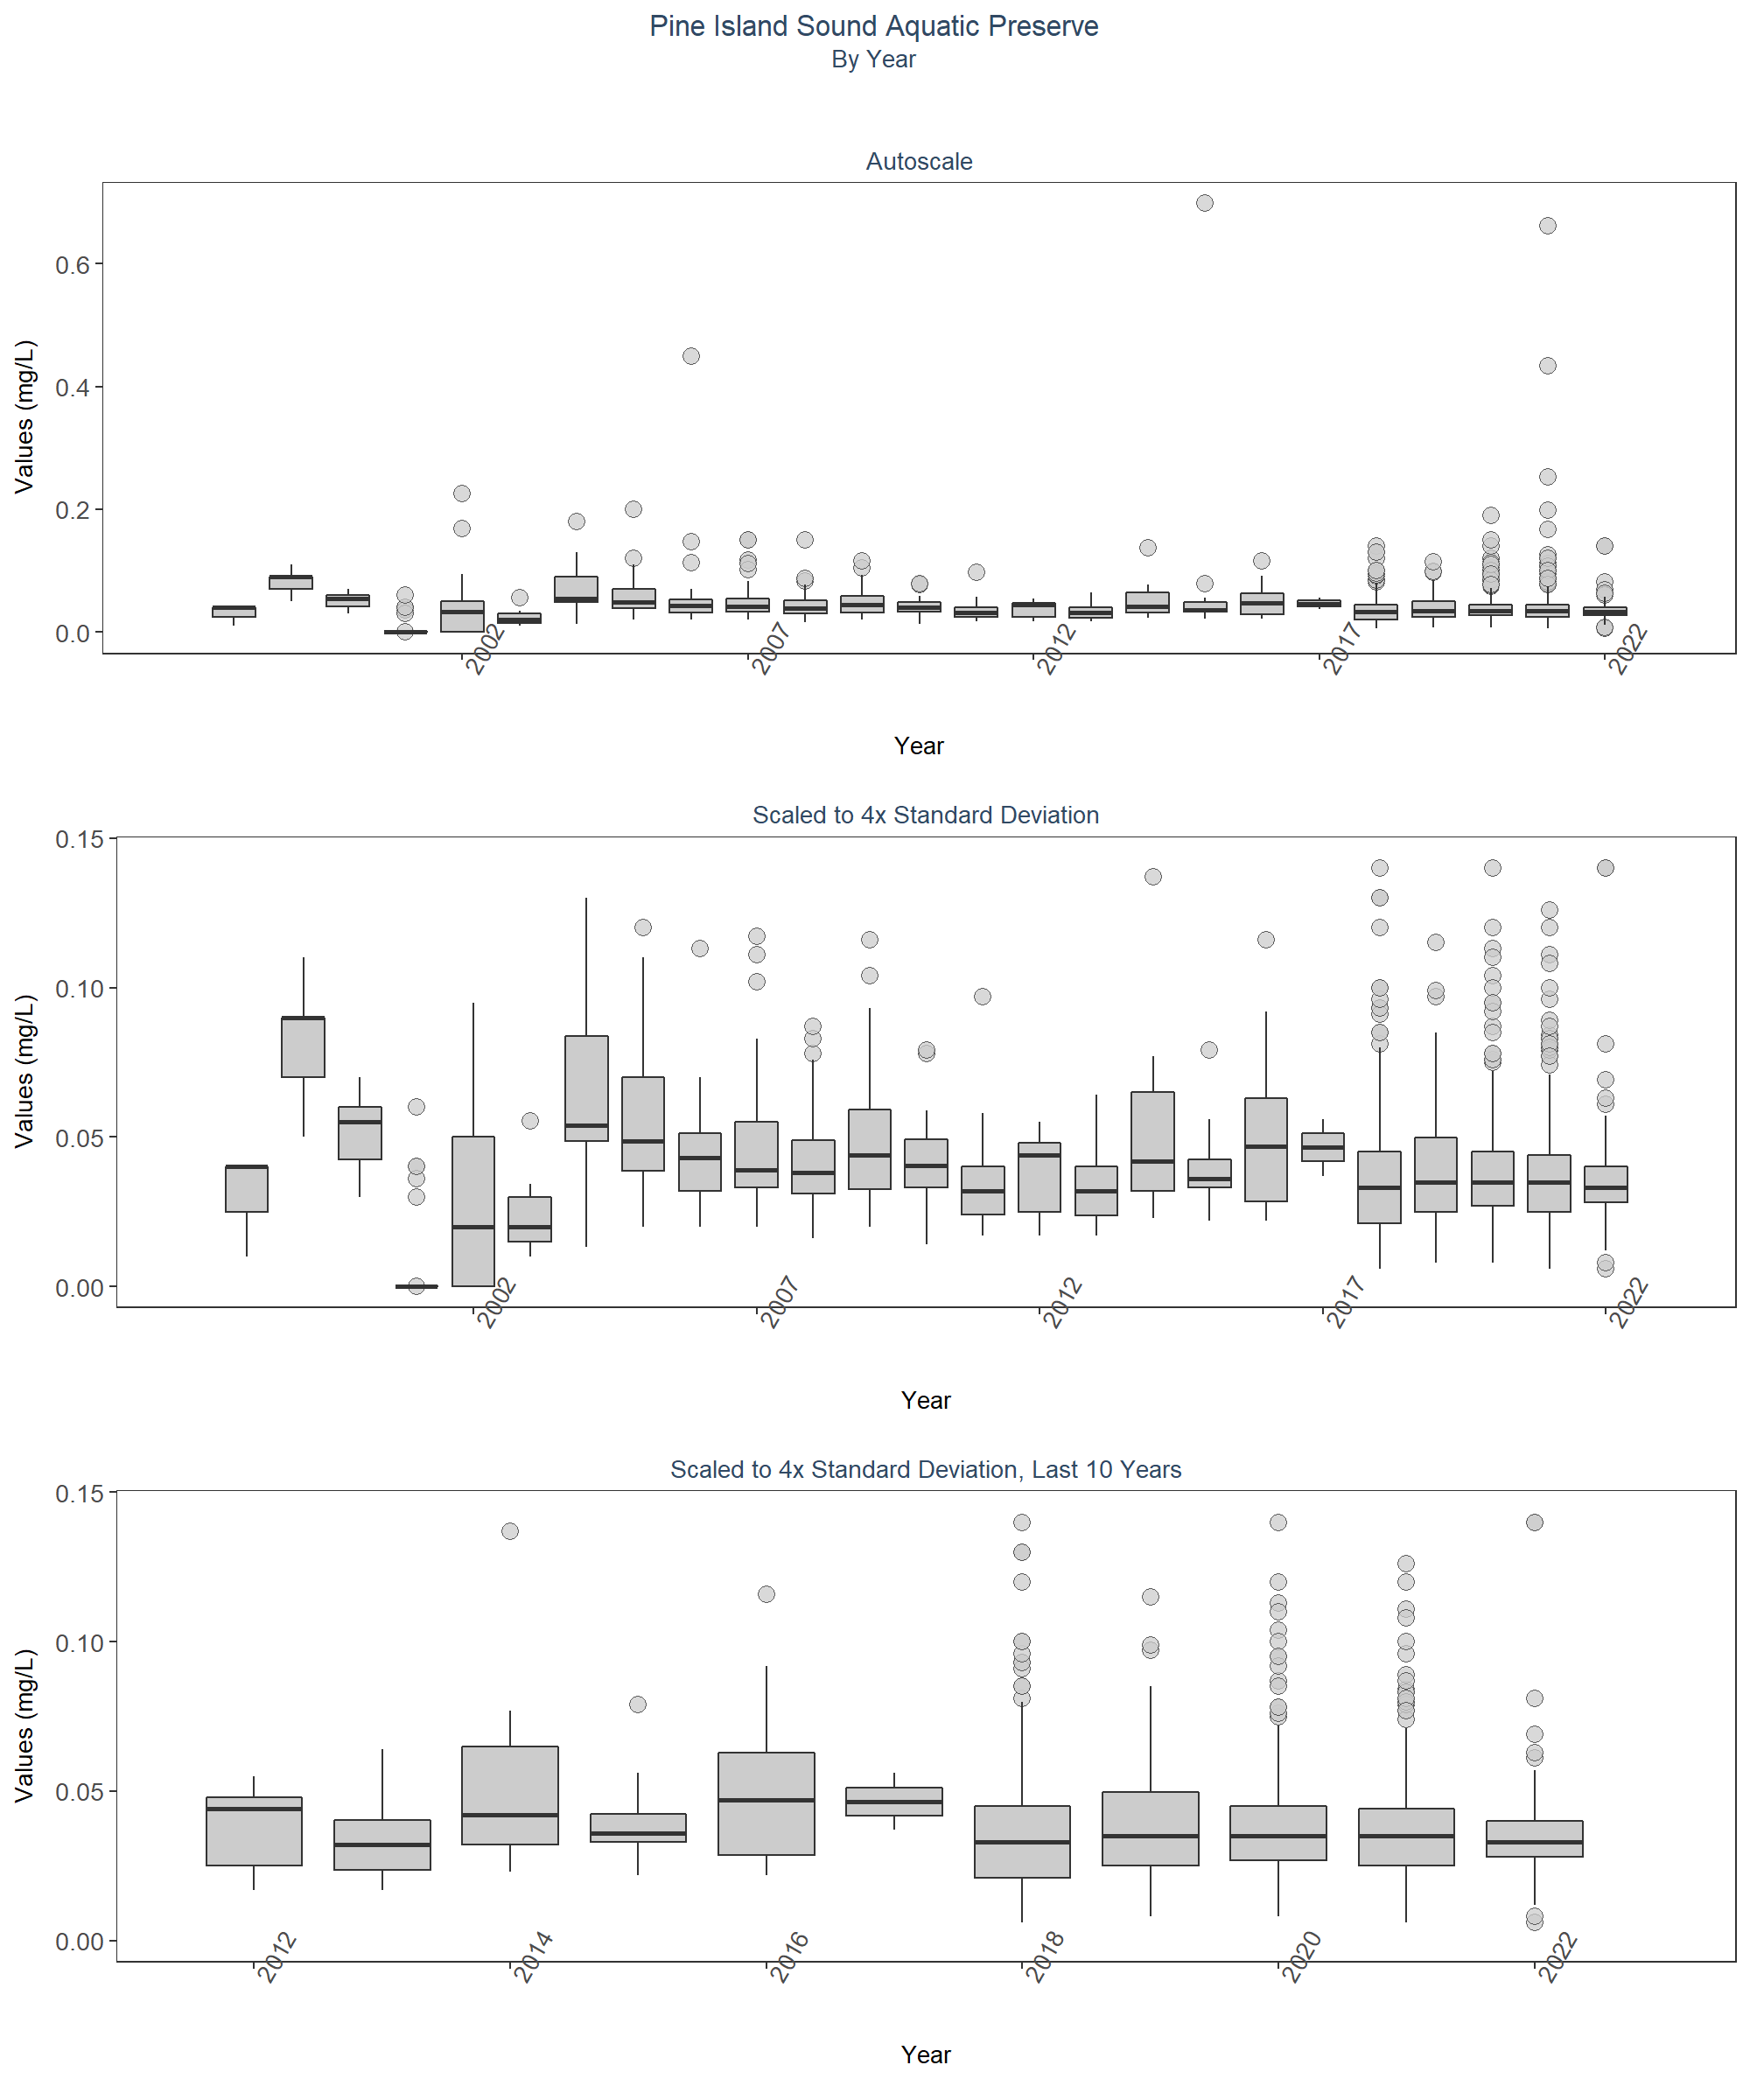 Pine Island Sound Aquatic Preserve
By Year
Autoscale
Values (mg/L)
0.6
0.4
0.2
0.0
2002 2007 2012 2017 2022
Year
Scaled to 4x Standard Deviation
Values (mg/L)
0.15
0.10
0.05
0.00
2002 2007 2012 2017 2022
Year
Scaled to 4x Standard Deviation, Last 10 Years
Values (mg/L)
0.15
0.10
0.05
0.00
2012 2014 2016 2018 2020 2022
Year